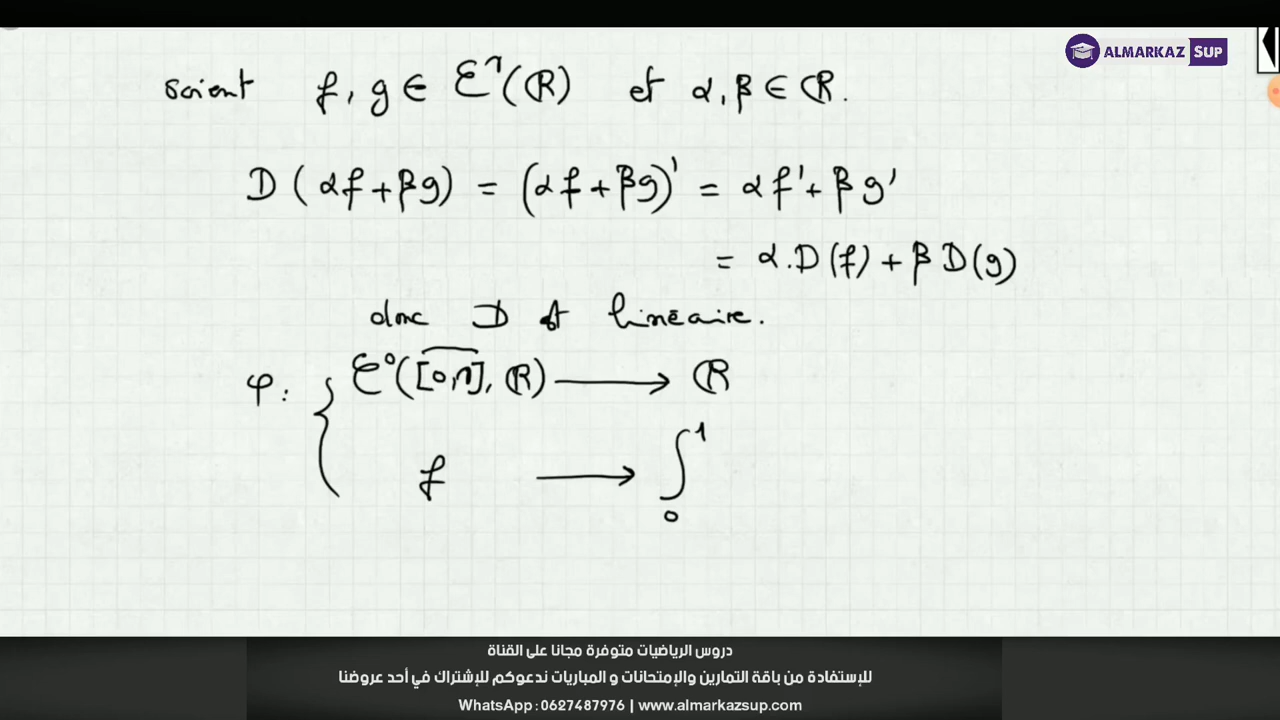 ALMARKAZ SUP
soient f, g ∈ 𝒞¹(ℝ) et α, β ∈ ℝ.
D(αf + βg) = (αf + βg)' = αf' + βg'
= α.D(f) + βD(g)
donc D est linéaire.
φ: { 𝒞⁰([0,1], ℝ) ⟶ ℝ
f ⟶ ∫₀¹
دروس الرياضيات متوفرة مجانا على القناة
للإستفادة من باقة التمارين والإمتحانات و المباريات ندعوكم للإشتراك في أحد عروضنا
WhatsApp : 0627487976 | www.almarkazsup.com